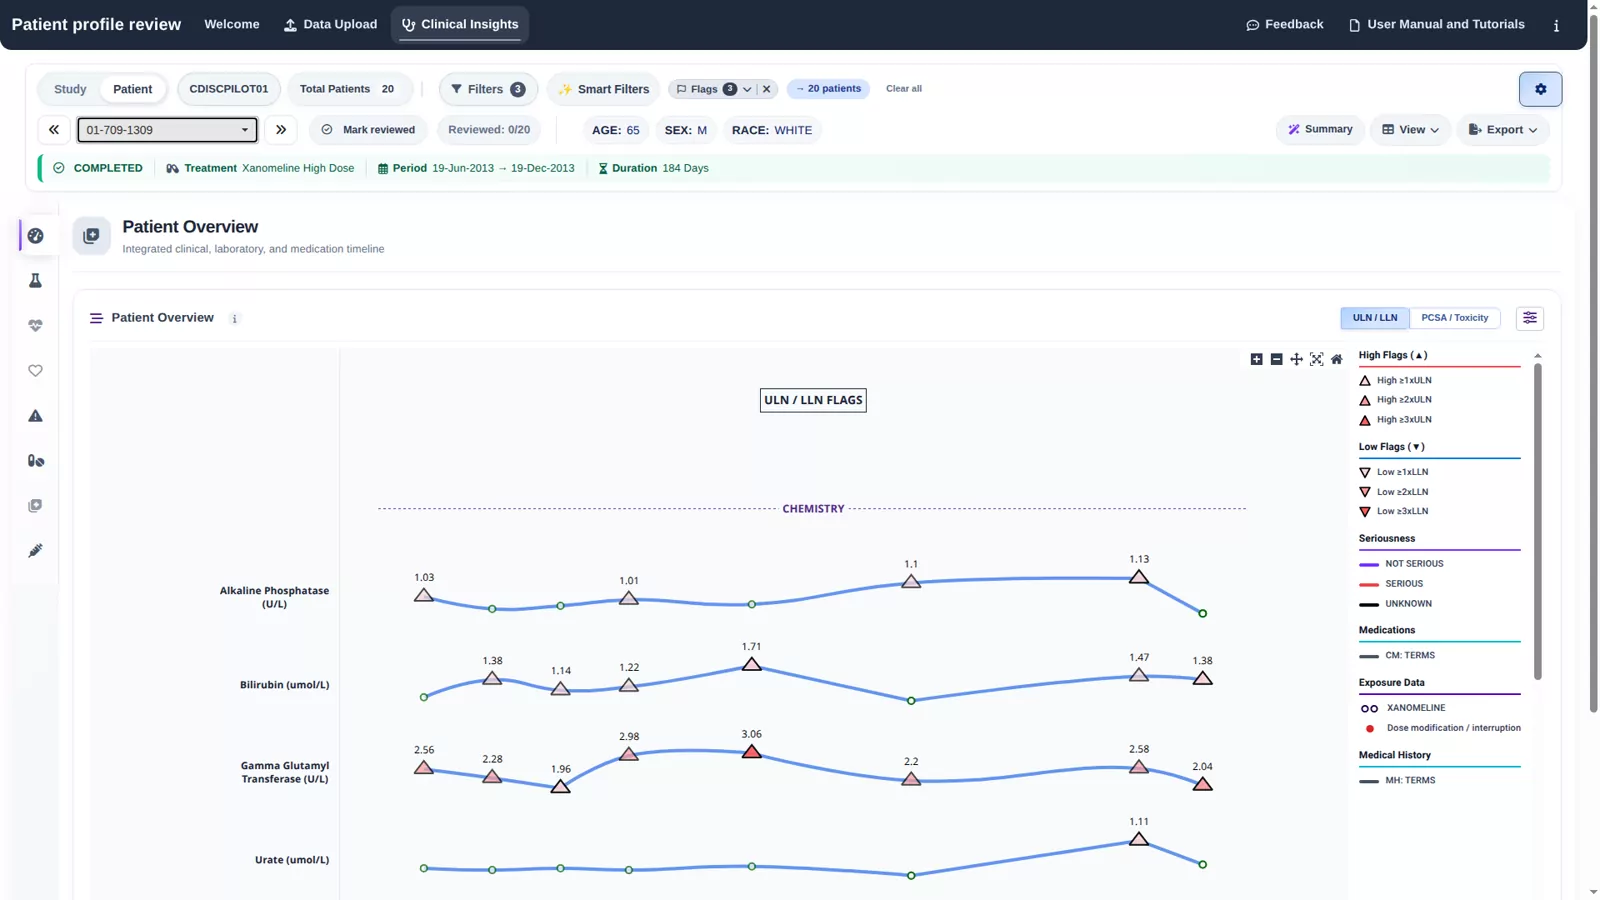 Patient profile review
Welcome
Data Upload
Clinical Insights
Feedback
User Manual and Tutorials
i
Study
Patient
CDISCPILOT01
Total Patients 20
Filters 3
Smart Filters
Flags 3
→ 20 patients
Clear all
01-709-1309
Mark reviewed
Reviewed: 0/20
AGE: 65
SEX: M
RACE: WHITE
Summary
View
Export
COMPLETED
Treatment Xanomeline High Dose
Period 19-Jun-2013 → 19-Dec-2013
Duration 184 Days
Patient Overview
Integrated clinical, laboratory, and medication timeline
Patient Overview
i
ULN / LLN
PCSA / Toxicity
ULN / LLN FLAGS
CHEMISTRY
Alkaline Phosphatase
(U/L)
1.03
1.01
1.1
1.13
Bilirubin (umol/L)
1.38
1.14
1.22
1.71
1.47
1.38
Gamma Glutamyl
Transferase (U/L)
2.56
2.28
1.96
2.98
3.06
2.2
2.58
2.04
Urate (umol/L)
1.11
High Flags (▲)
High ≥1xULN
High ≥2xULN
High ≥3xULN
Low Flags (▼)
Low ≥1xLLN
Low ≥2xLLN
Low ≥3xLLN
Seriousness
NOT SERIOUS
SERIOUS
UNKNOWN
Medications
CM: TERMS
Exposure Data
XANOMELINE
Dose modification / interruption
Medical History
MH: TERMS